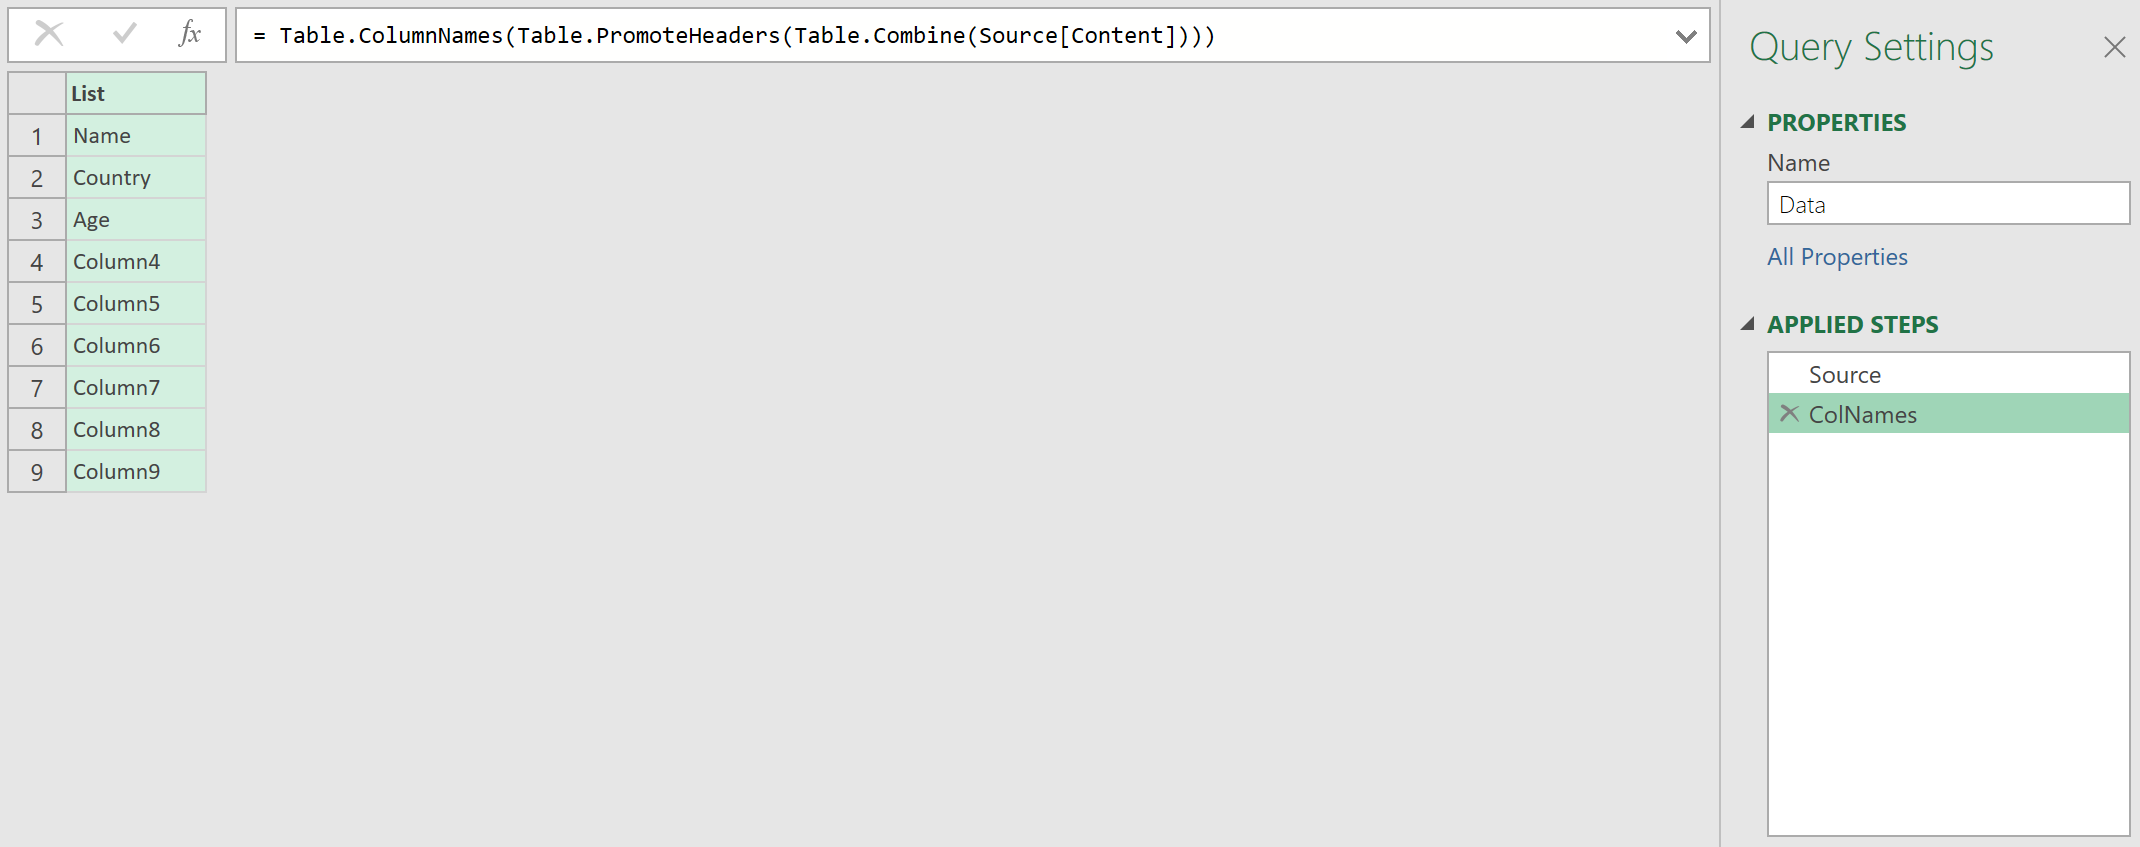 fx
= Table.ColumnNames(Table.PromoteHeaders(Table.Combine(Source[Content])))
List
1 Name
2 Country
3 Age
4 Column4
5 Column5
6 Column6
7 Column7
8 Column8
9 Column9
Query Settings
PROPERTIES
Name
Data
All Properties
APPLIED STEPS
Source
ColNames